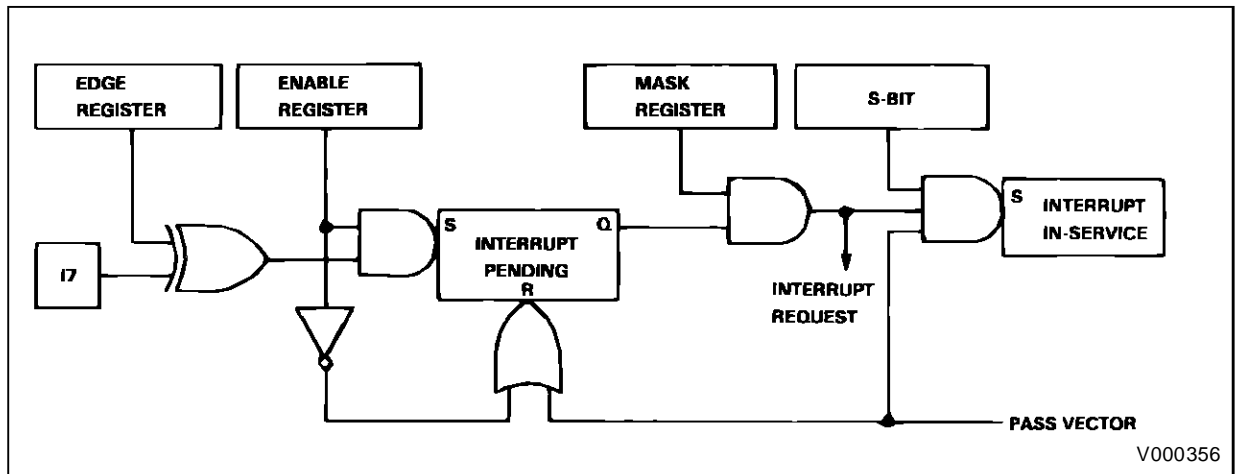 EDGE
REGISTER
ENABLE
REGISTER
MASK
REGISTER
S-BIT
I7
S
Q
INTERRUPT
PENDING
R
S
INTERRUPT
IN-SERVICE
INTERRUPT
REQUEST
PASS VECTOR
V000356